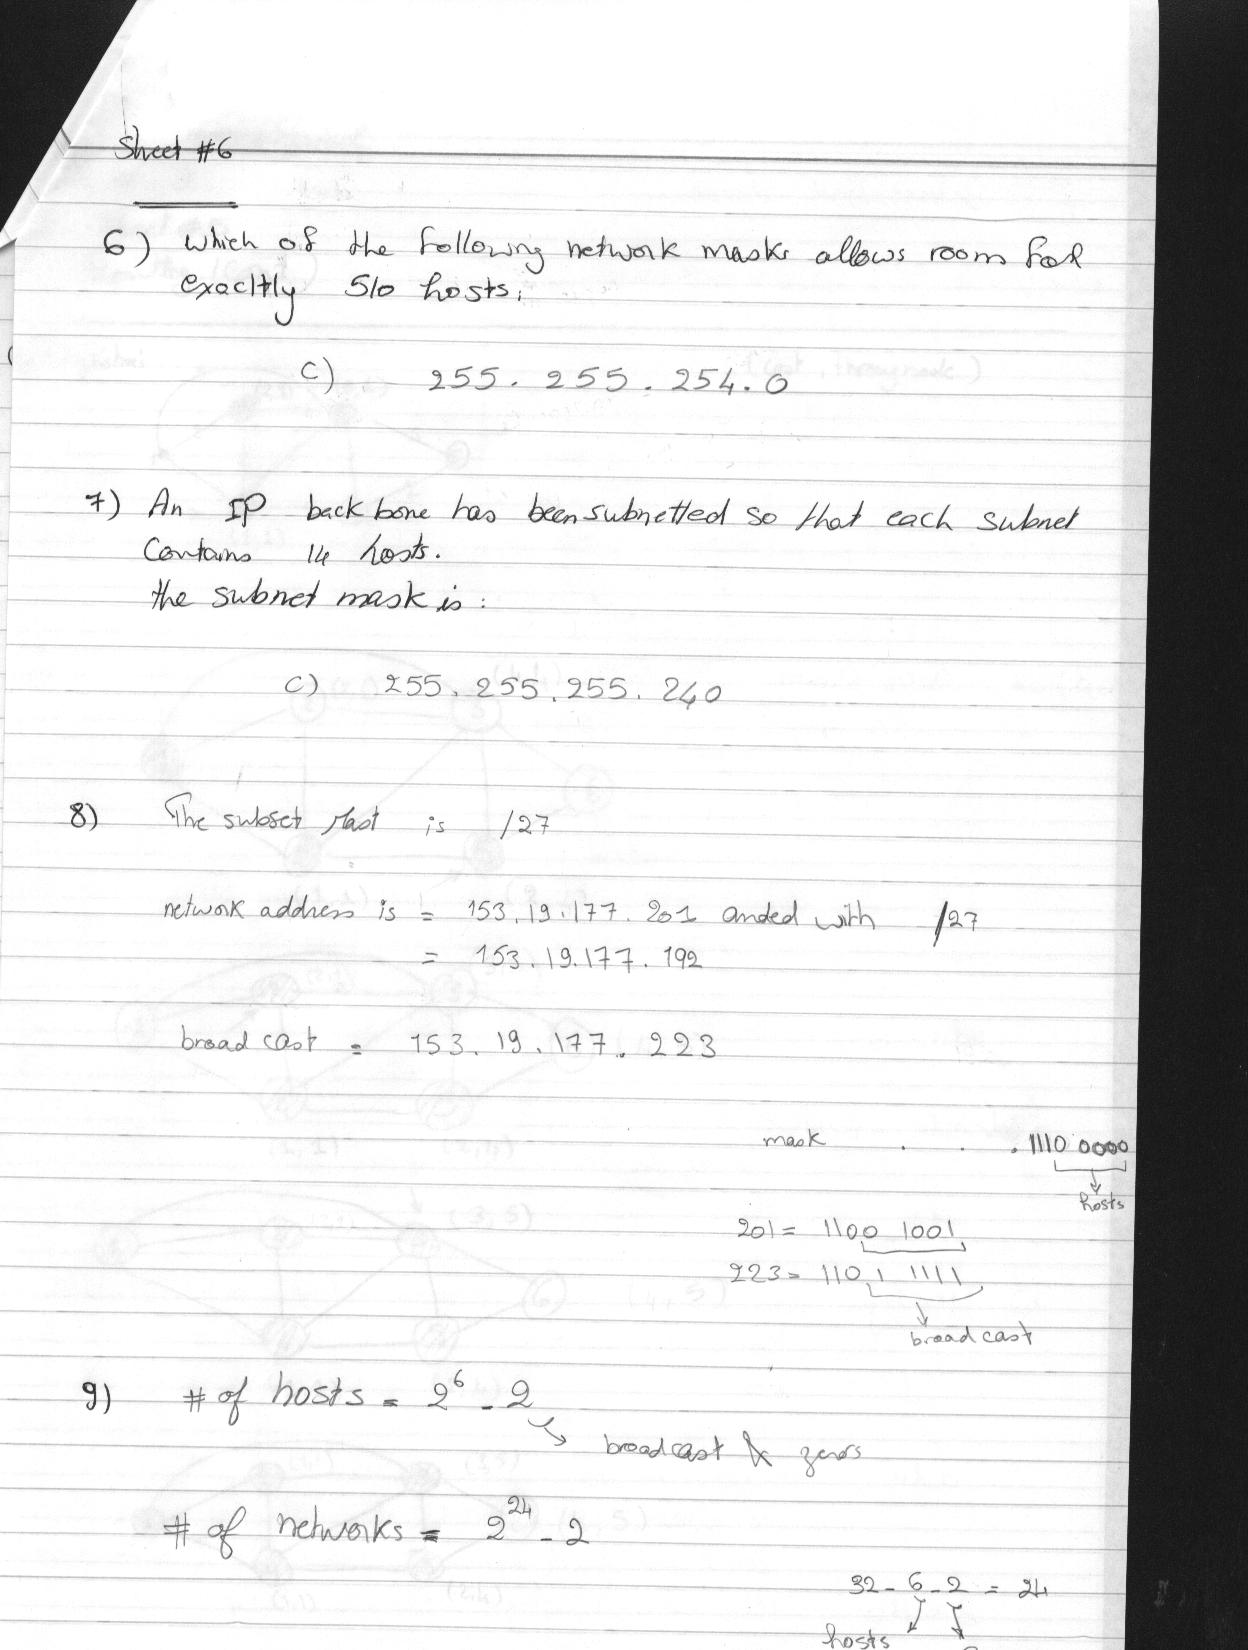 Sheet #6
6) which of the following network masks allows room for
exacltly 510 hosts.
c) 255.255.254.0
7) An IP back bone has been subnetted so that each subnet
Contains 14 hosts.
the subnet mask is :
c) 255.255.255.240
8) The subset Mast is /27
network address is = 153.19.177.201 anded with /27
= 153.19.177.192
broad cast = 153.19.177.223
mask . . . 1110 0000
hosts
201 = 1100 1001
223 = 1101 1111
broad cast
9) # of hosts = 2^6 - 2
broadcast & zeros
# of networks = 2^24 - 2
32 - 6 - 2 = 24
hosts